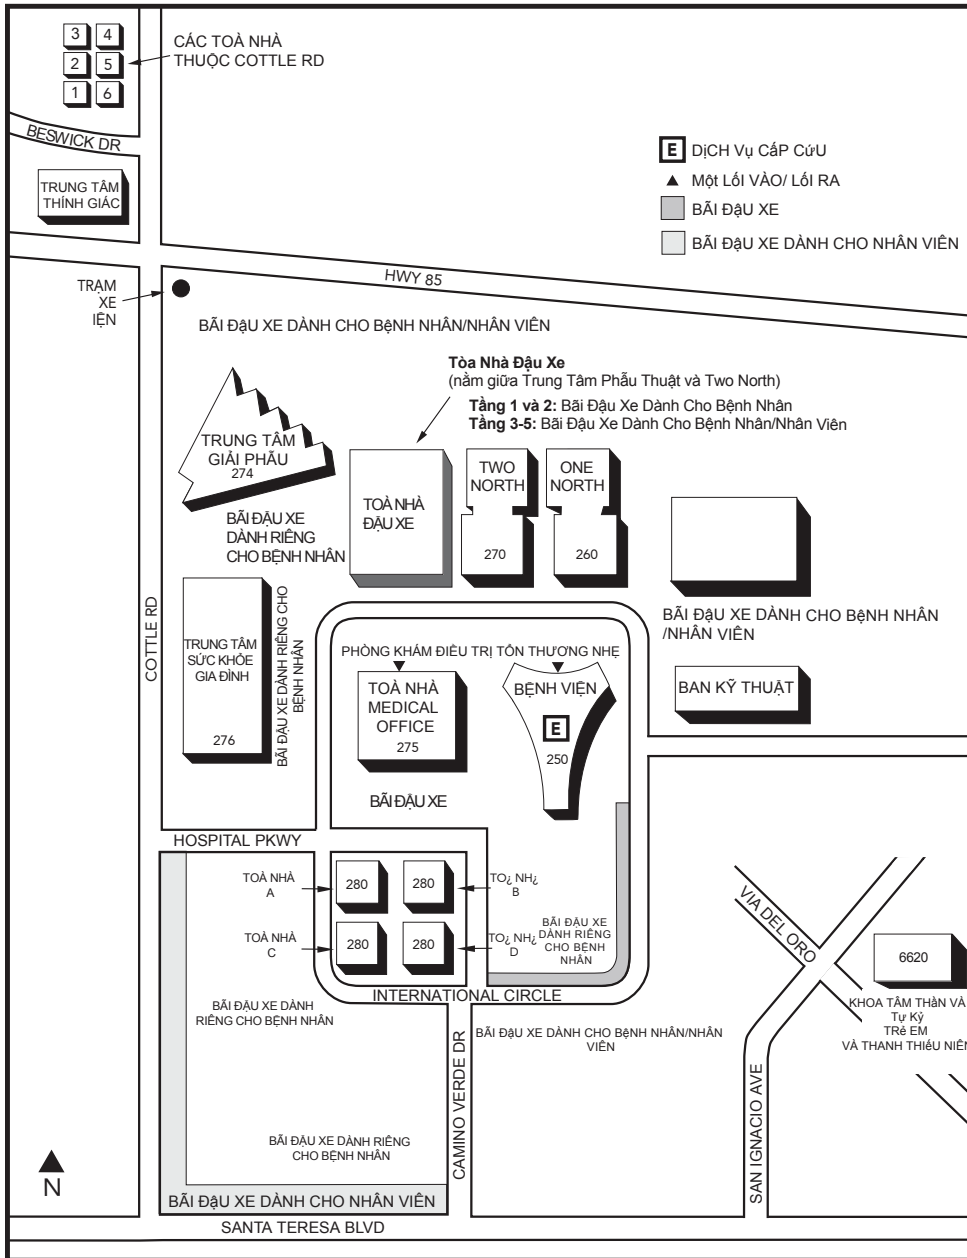 3 4
2 5
1 6
CÁC TOÀ NHÀ
THUỘC COTTLE RD
BESWICK DR
TRUNG TÂM
THÍNH GIÁC
E DịCH Vụ CấP CứU
▲ Một LốI VÀO/ LốI RA
BÃI ĐậU XE
BÃI ĐậU XE DÀNH CHO NHÂN VIÊN
HWY 85
TRẠM
XE
IỆN
BÃI ĐậU XE DÀNH CHO BệNH NHÂN/NHÂN VIÊN
Tòa Nhà Đậu Xe
(nằm giữa Trung Tâm Phẫu Thuật và Two North)
Tầng 1 và 2: Bãi Đậu Xe Dành Cho Bệnh Nhân
Tầng 3-5: Bãi Đậu Xe Dành Cho Bệnh Nhân/Nhân Viên
TRUNG TÂM
GIẢI PHẪU
274
BÃI ĐẬU XE
DÀNH RIÊNG
CHO BỆNH NHÂN
TOÀ NHÀ
ĐẬU XE
TWO
NORTH
270
ONE
NORTH
260
BÃI ĐậU XE DÀNH CHO BệNH NHÂN
/NHÂN VIÊN
COTTLE RD
TRUNG TÂM
SỨC KHỎE
GIA ĐÌNH
276
BÃI ĐẬU XE DÀNH RIÊNG CHO
BỆNH NHÂN
PHÒNG KHÁM ĐIỀU TRỊ TỔN THƯƠNG NHẸ
TOÀ NHÀ
MEDICAL
OFFICE
275
BỆNH VIỆN
E
250
BAN KỸ THUẬT
BÃI ĐẬU XE
HOSPITAL PKWY
TOÀ NHÀ
A
280
280
TO¿ NH¿
B
TOÀ NHÀ
C
280
280
TO¿ NH¿
D
BÃI ĐẬU XE
DÀNH RIÊNG
CHO BỆNH
NHÂN
INTERNATIONAL CIRCLE
VIA DEL ORO
6620
KHOA TÂM THầN VÀ
Tự Kỷ
TRẻ EM
VÀ THANH THIếU NIÊN
BÃI ĐẬU XE DÀNH
RIÊNG CHO BỆNH NHÂN
BÃI ĐậU XE DÀNH CHO BệNH NHÂN/NHÂN
VIÊN
CAMINO VERDE DR
SAN IGNACIO AVE
BÃI ĐẬU XE DÀNH RIÊNG
CHO BỆNH NHÂN
N
BÃI ĐậU XE DÀNH CHO NHÂN VIÊN
SANTA TERESA BLVD